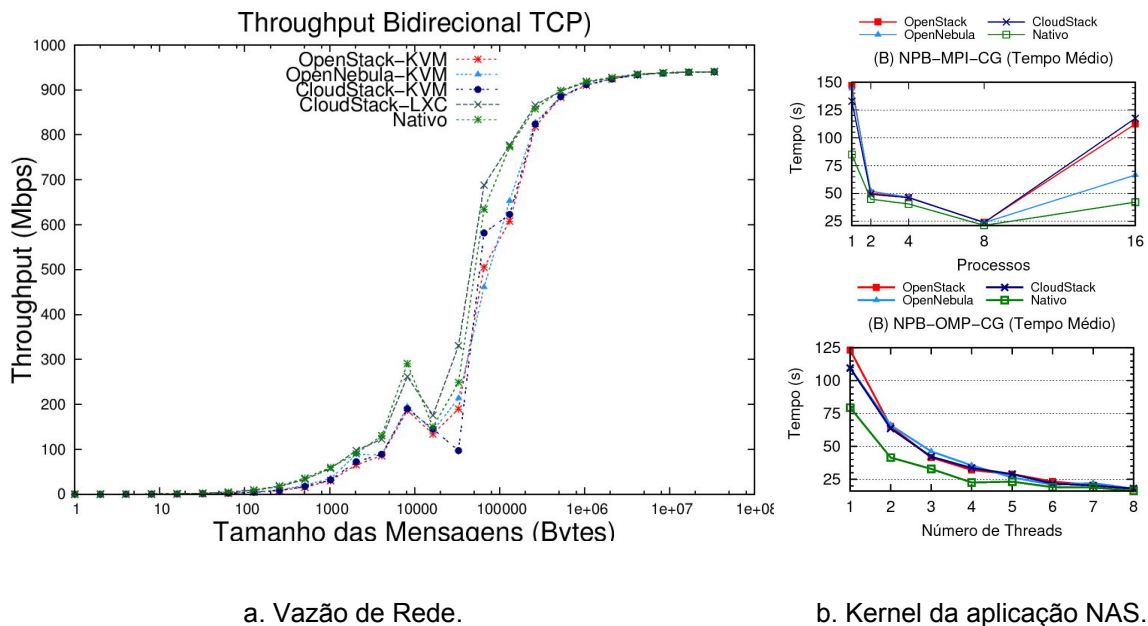 Throughput Bidirecional TCP)
1000
900
800
700
600
500
400
300
200
100
0
Throughput (Mbps)
OpenStack-KVM
OpenNebula-KVM
CloudStack-KVM
CloudStack-LXC
Nativo
1 10 100 1000 10000 100000 1e+06 1e+07 1e+08
Tamanho das Mensagens (Bytes)
a. Vazão de Rede.
OpenStack CloudStack
OpenNebula Nativo
(B) NPB-MPI-CG (Tempo Médio)
150
125
100
75
50
25
Tempo (s)
1 2 4 8 16
Processos
OpenStack CloudStack
OpenNebula Nativo
(B) NPB-OMP-CG (Tempo Médio)
125
100
75
50
25
Tempo (s)
1 2 3 4 5 6 7 8
Número de Threads
b. Kernel da aplicação NAS.